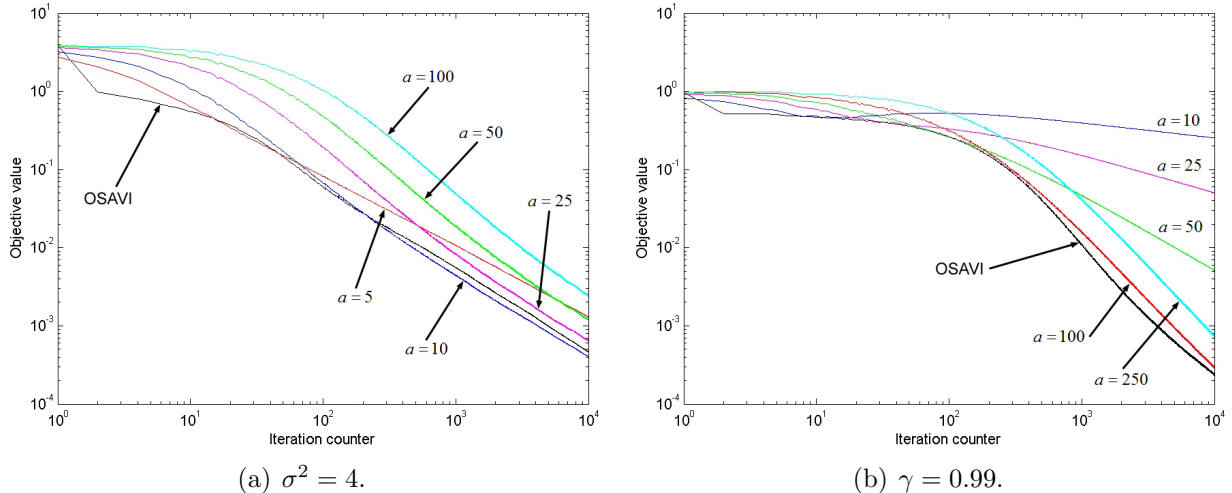 10^1
10^0
10^-1
10^-2
10^-3
10^-4
Objective value
10^0
10^1
10^2
10^3
10^4
Iteration counter
a = 100
a = 50
a = 25
OSAVI
a = 5
a = 10
(a) σ² = 4.
10^1
10^0
10^-1
10^-2
10^-3
10^-4
Objective value
10^0
10^1
10^2
10^3
10^4
Iteration counter
a = 10
a = 25
a = 50
OSAVI
a = 100
a = 250
(b) γ = 0.99.